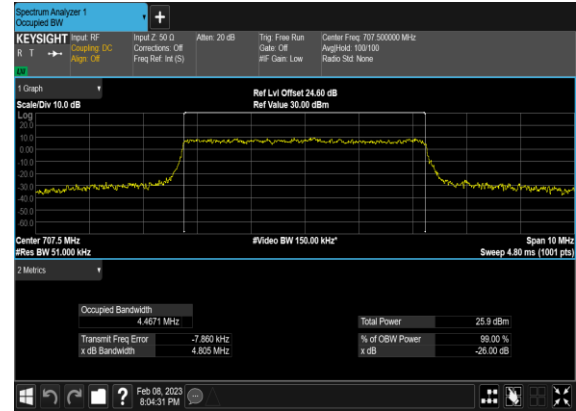 Spectrum Analyzer 1
Occupied BW
+
KEYSIGHT Input: RF Input Z: 50 Ω Atten: 20 dB Trig: Free Run Center Freq: 707.500000 MHz
R T Coupling: DC Corrections: Off Gate: Off Avg|Hold: 100/100
Align: Off Freq Ref: Int (S) #IF Gain: Low Radio Std: None
LV
1 Graph
Ref Lvl Offset 24.60 dB
Scale/Div 10.0 dB Ref Value 30.00 dBm
Log
20.0
10.0
0.00
-10.0
-20.0
-30.0
-40.0
-50.0
-60.0
Center 707.5 MHz #Video BW 150.00 kHz* Span 10 MHz
#Res BW 51.000 kHz Sweep 4.80 ms (1001 pts)
2 Metrics
Occupied Bandwidth
4.4671 MHz Total Power 25.9 dBm
Transmit Freq Error -7.860 kHz % of OBW Power 99.00 %
x dB Bandwidth 4.805 MHz x dB -26.00 dB
? Feb 08, 2023
8:04:31 PM